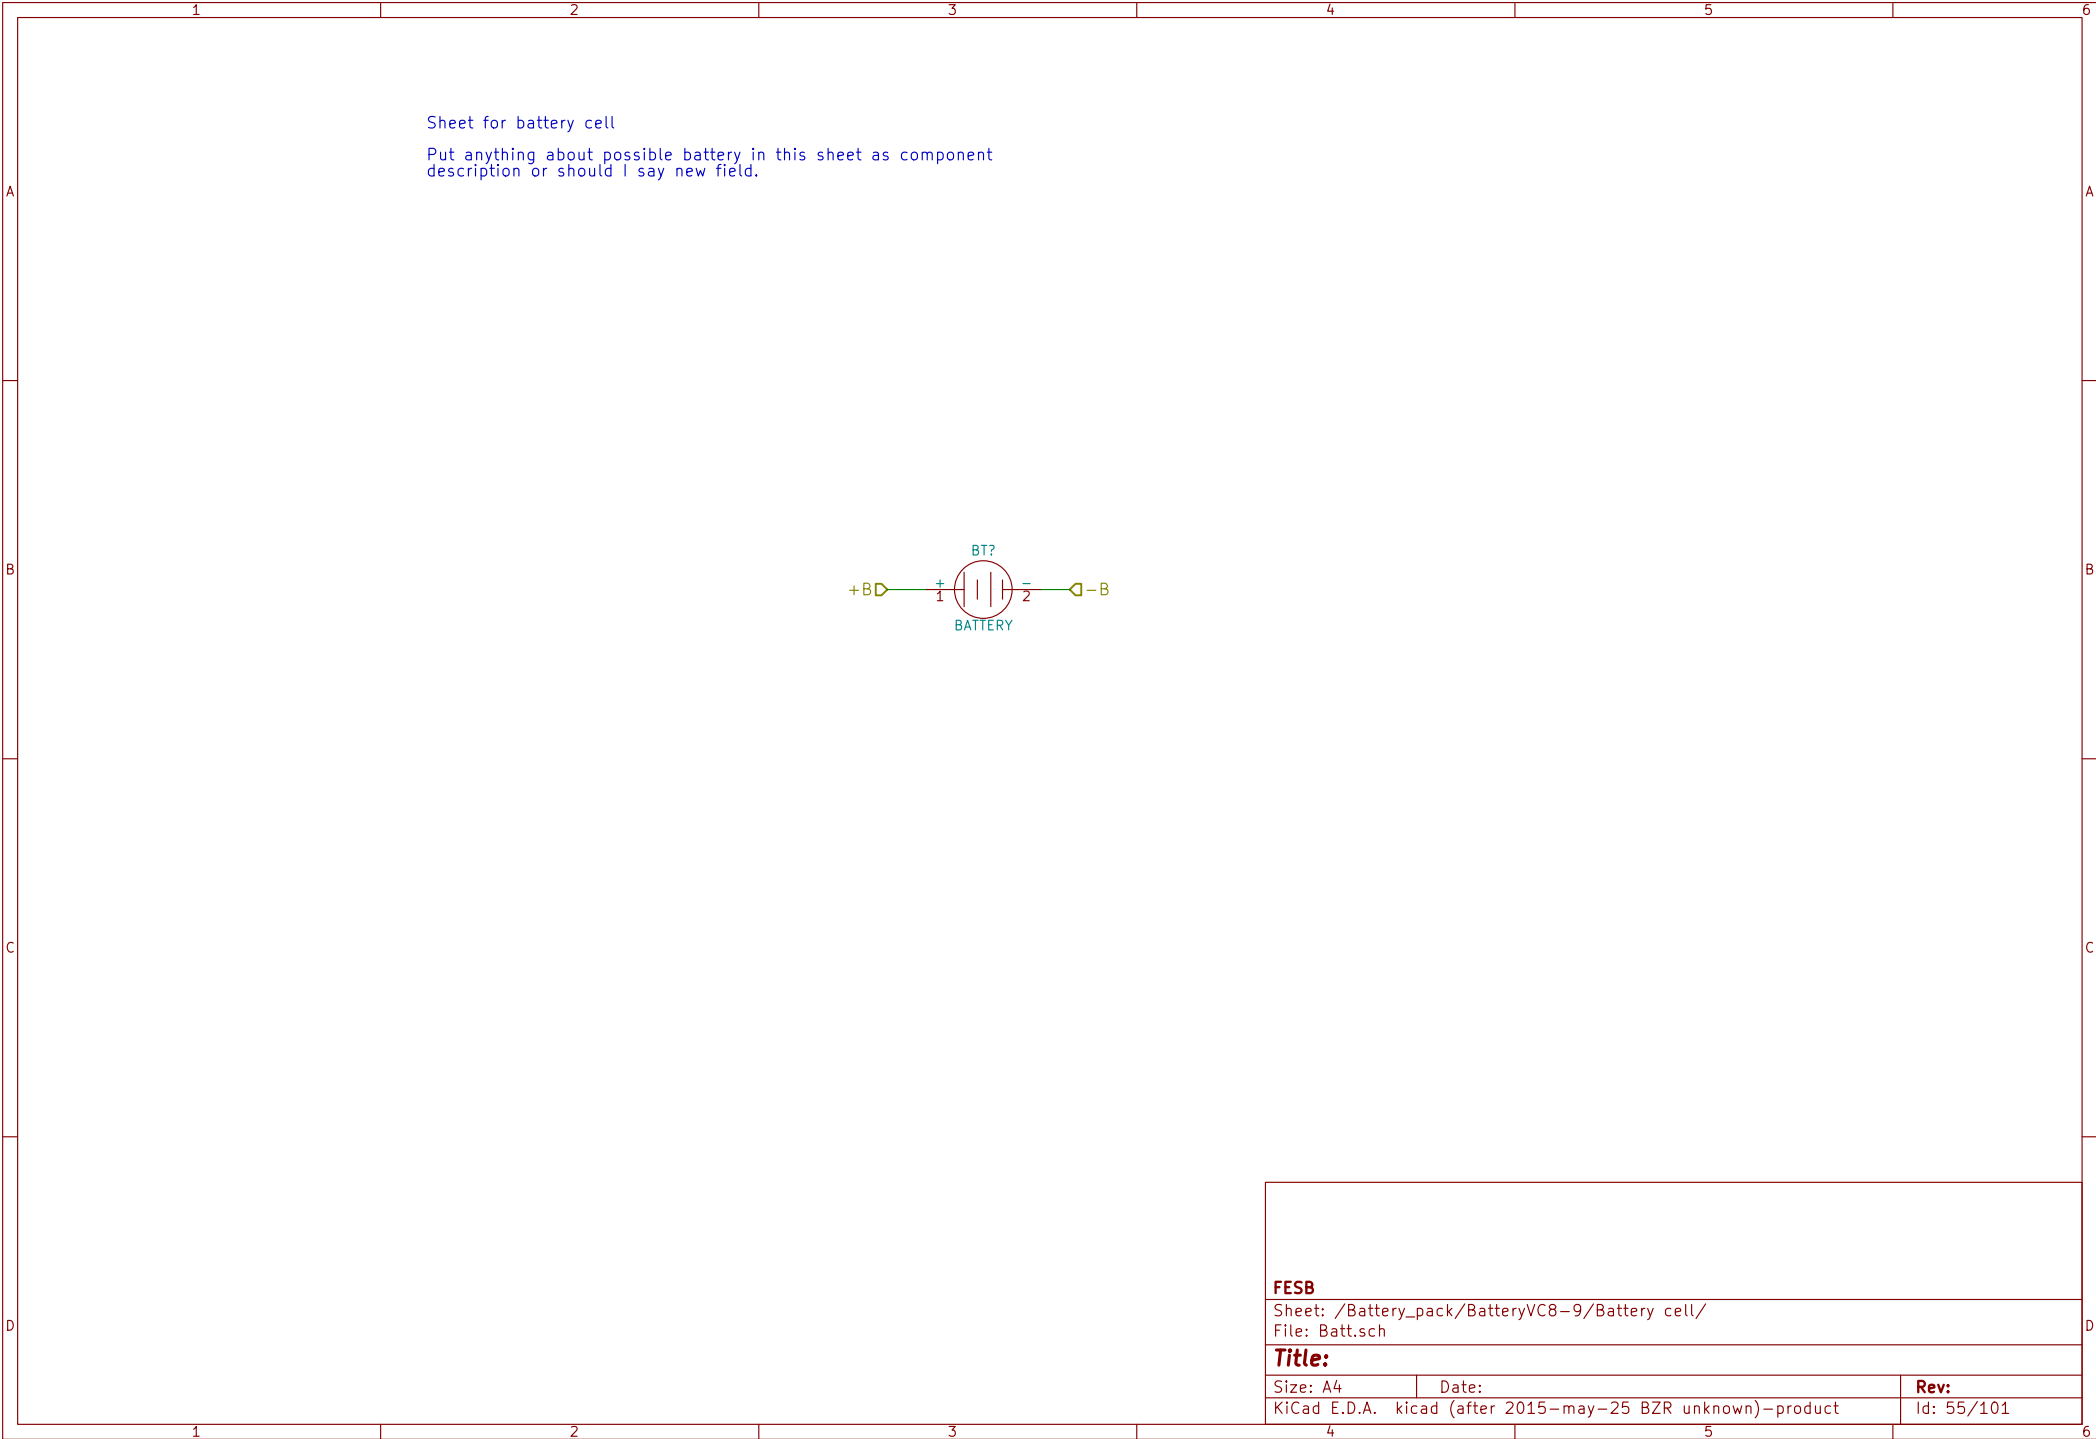 1 2 3 4 5 6
Sheet for battery cell
Put anything about possible battery in this sheet as component
description or should I say new field.
A A
BT?
B B
+B + - -B
1 2
BATTERY
C C
FESB
Sheet: /Battery_pack/BatteryVC8-9/Battery cell/
File: Batt.sch
D D
Title:
Size: A4 Date: Rev:
KiCad E.D.A. kicad (after 2015-may-25 BZR unknown)-product Id: 55/101
1 2 3 4 5 6